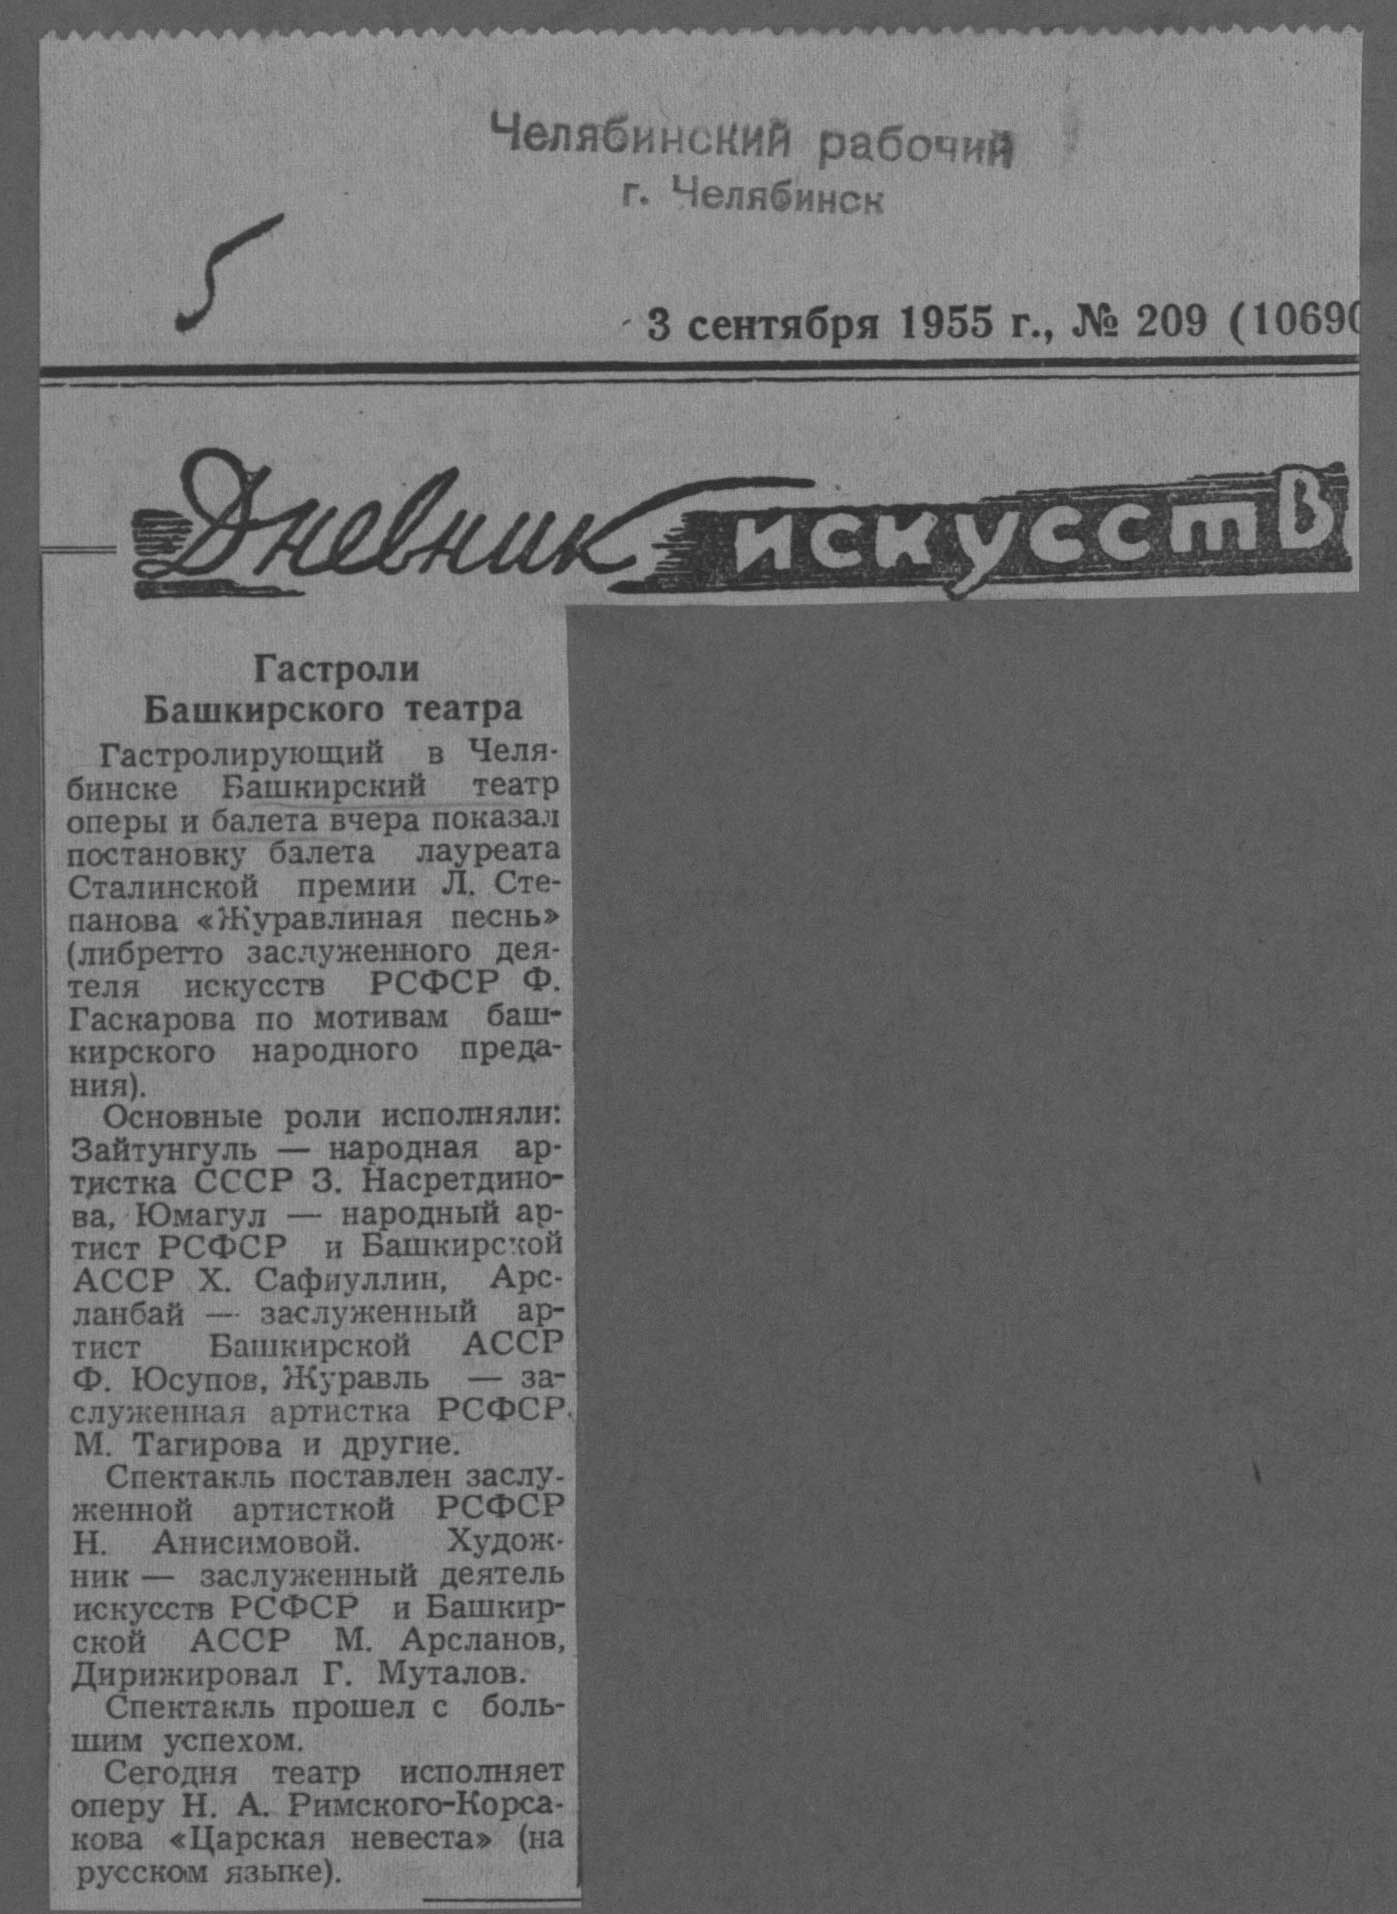 Челябинский рабочий
г. Челябинск
5
3 сентября 1955 г., № 209 (10690
Дневник искусств
Гастроли
Башкирского театра
Гастролирующий в Челя-
бинске Башкирский театр
оперы и балета вчера показал
постановку балета лауреата
Сталинской премии Л. Сте-
панова «Журавлиная песнь»
(либретто заслуженного дея-
теля искусств РСФСР Ф.
Гаскарова по мотивам баш-
кирского народного преда-
ния).
Основные роли исполняли:
Зайтунгуль — народная ар-
тистка СССР З. Насретдино-
ва, Юмагул — народный ар-
тист РСФСР и Башкирской
АССР Х. Сафиуллин, Арс-
ланбай — заслуженный ар-
тист Башкирской АССР
Ф. Юсупов, Журавль — за-
служенная артистка РСФСР
М. Тагирова и другие.
Спектакль поставлен заслу-
женной артисткой РСФСР
Н. Анисимовой. Худож-
ник — заслуженный деятель
искусств РСФСР и Башкир-
ской АССР М. Арсланов,
Дирижировал Г. Муталов.
Спектакль прошел с боль-
шим успехом.
Сегодня театр исполняет
оперу Н. А. Римского-Корса-
кова «Царская невеста» (на
русском языке).